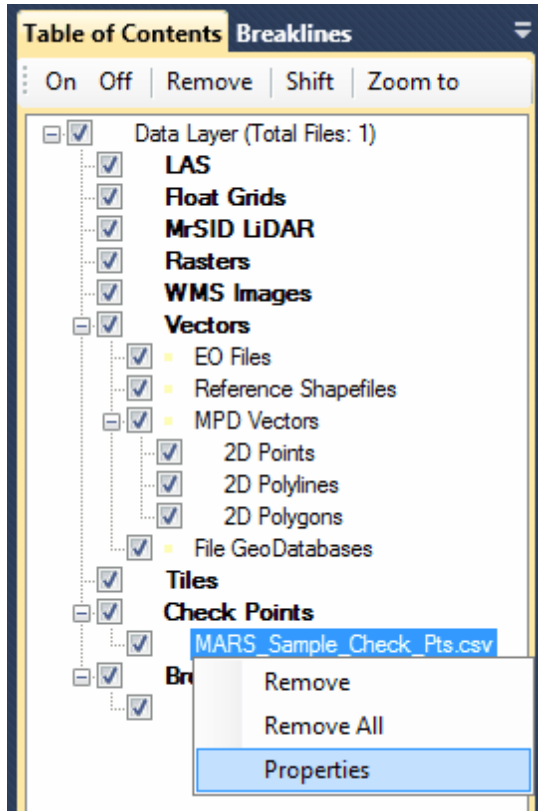 Table of Contents Breaklines
On Off Remove Shift Zoom to
Data Layer (Total Files: 1)
LAS
Float Grids
MrSID LiDAR
Rasters
WMS Images
Vectors
EO Files
Reference Shapefiles
MPD Vectors
2D Points
2D Polylines
2D Polygons
File GeoDatabases
Tiles
Check Points
MARS_Sample_Check_Pts.csv
Remove
Remove All
Properties